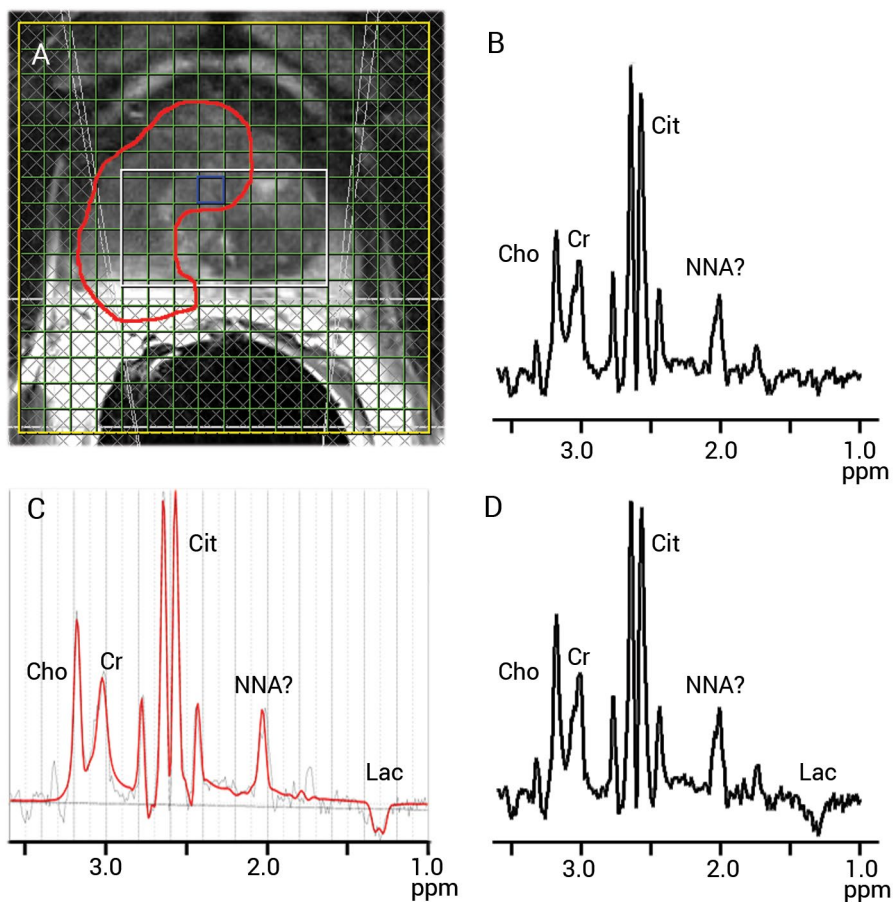 A
B
Cit
Cho
Cr
NNA?
3.0 2.0 1.0
ppm
C
Cit
Cho
Cr
NNA?
Lac
3.0 2.0 1.0
ppm
D
Cit
Cho
Cr
NNA?
Lac
3.0 2.0 1.0
ppm